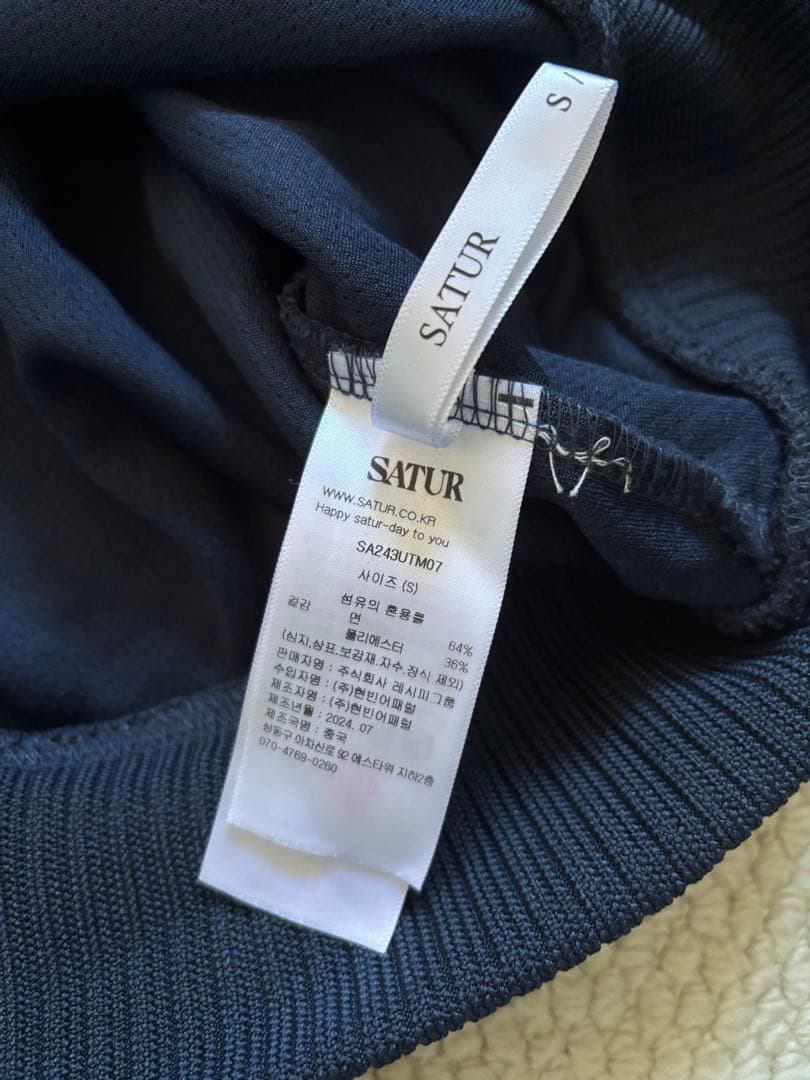 S /
SATUR
SATUR
WWW.SATUR.CO.KR
Happy satur-day to you
SA243UTM07
사이즈 (S)
섬유의 혼용률
겉감 면 64%
폴리에스터 36%
(심지,상표,보강재,자수,장식 제외)
판매자명 : 주식회사 레시피그룹
수입자명 : (주)현빈어패럴
제조자명 : (주)현빈어패럴
제조년월 : 2024. 07
제조국명 : 중국
성동구 아차산로 92 에스타워 지하2층
070-4769-0260